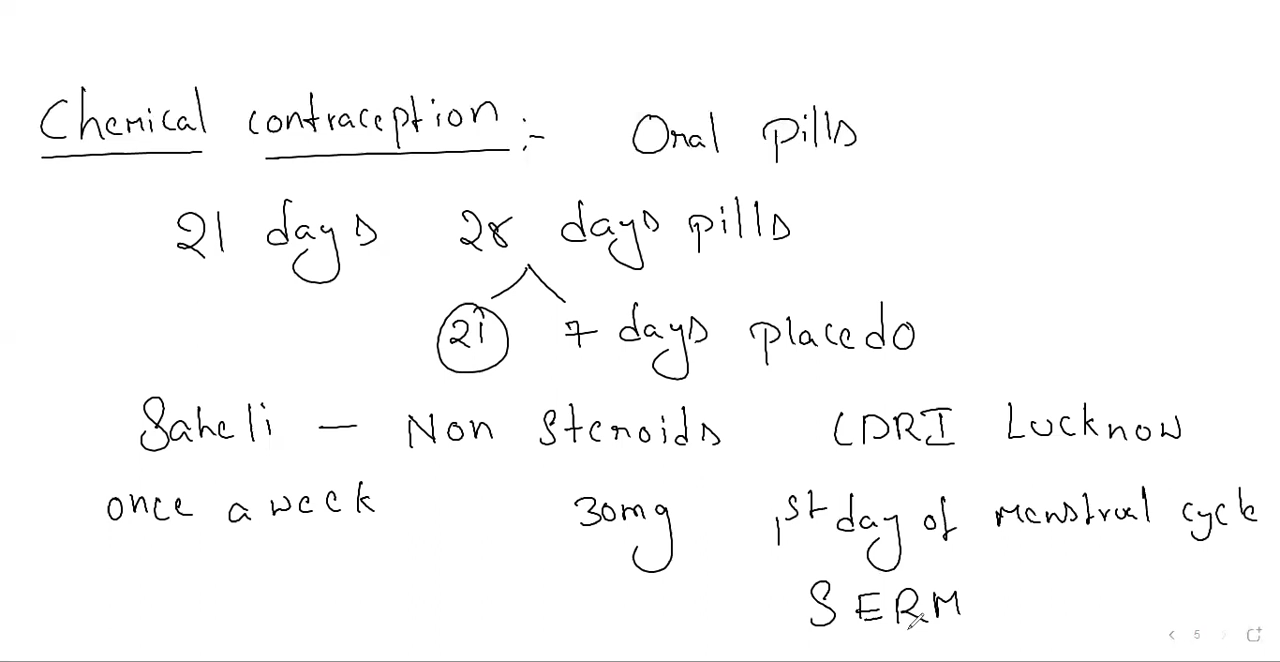 Chemical contraception :- Oral pills
21 days 28 days pills
21 7 days placedo
Saheli – Non Steroids CDRI Lucknow
once a week 30mg 1st day of menstrual cycle
SERM
5